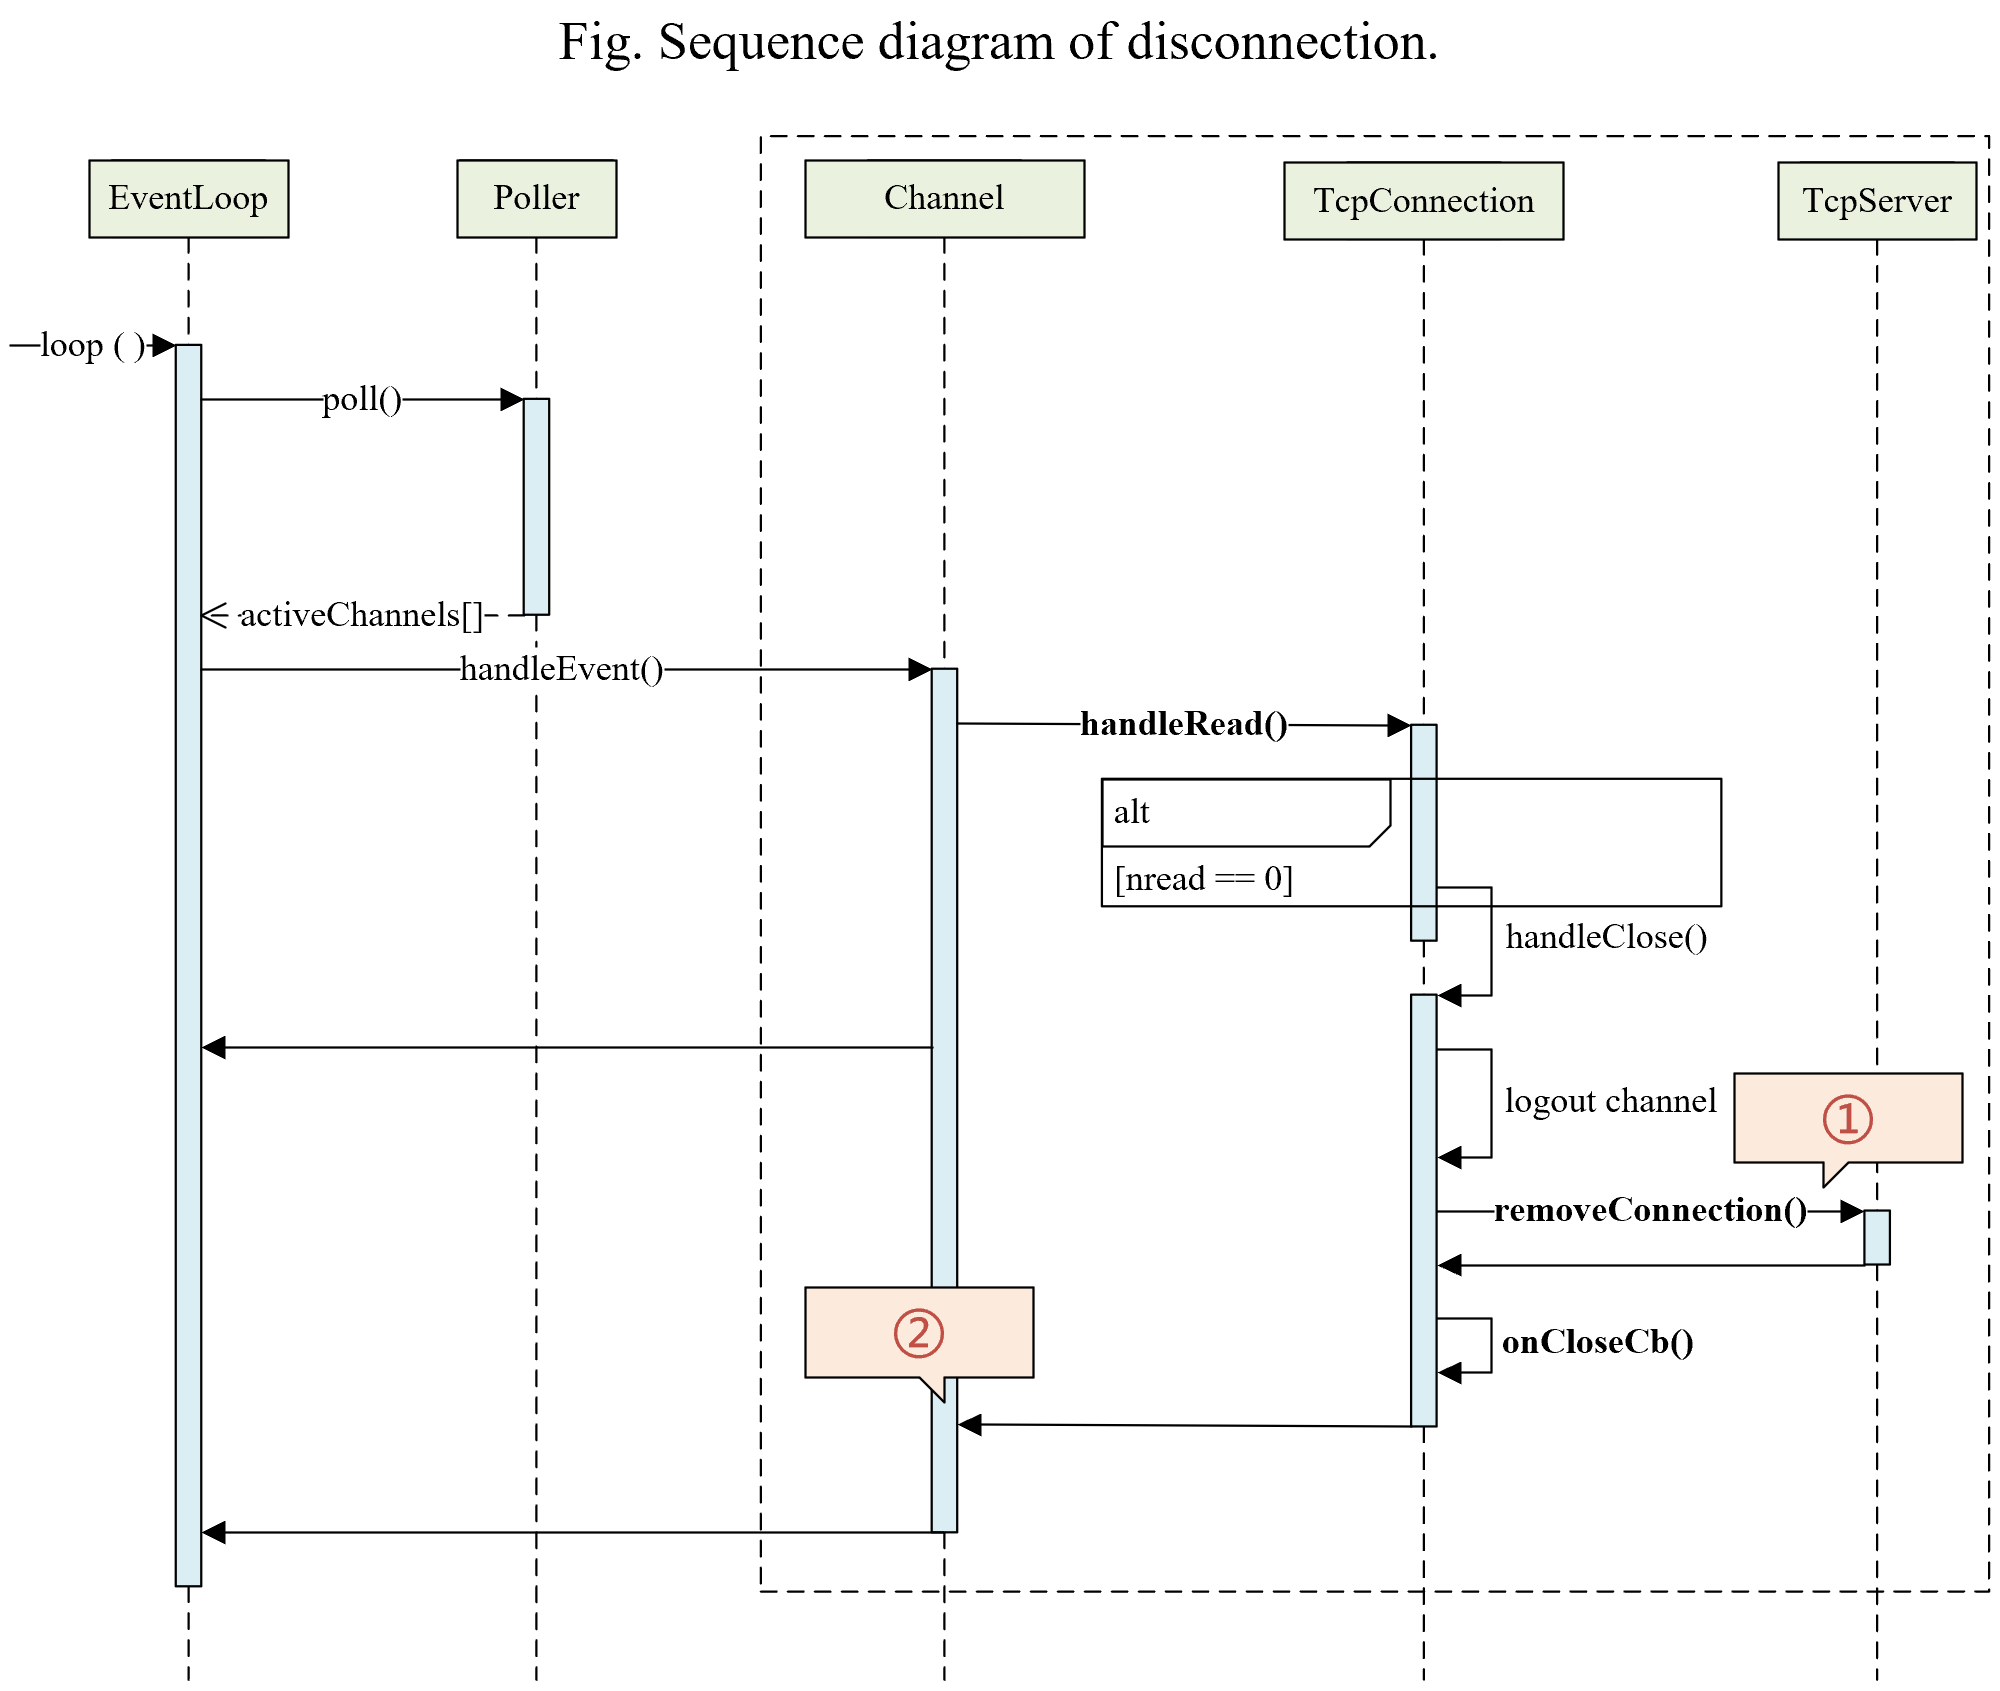 Fig. Sequence diagram of disconnection.
EventLoop
Poller
Channel
TcpConnection
TcpServer
loop ( )
poll()
activeChannels[]
handleEvent()
handleRead()
alt
[nread == 0]
handleClose()
logout channel
①
removeConnection()
②
onCloseCb()